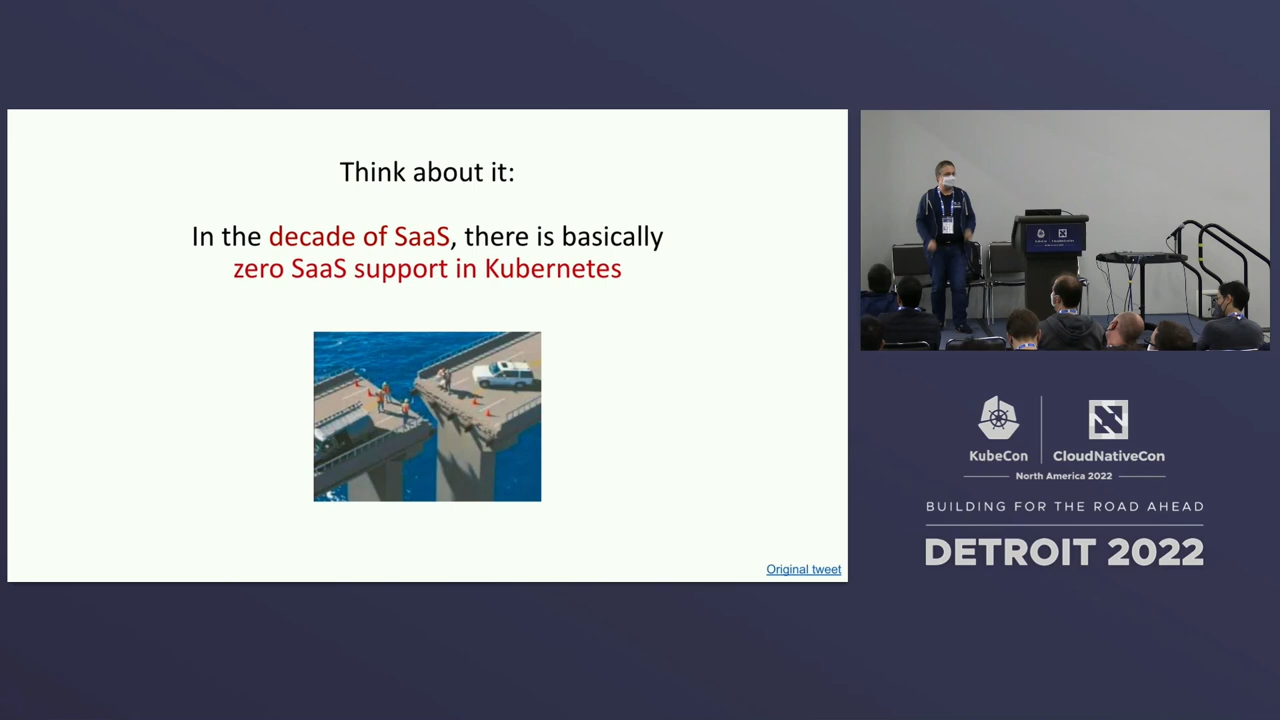 Think about it:
In the decade of SaaS, there is basically
zero SaaS support in Kubernetes
Original tweet
KubeCon
CloudNativeCon
North America 2022
BUILDING FOR THE ROAD AHEAD
DETROIT 2022